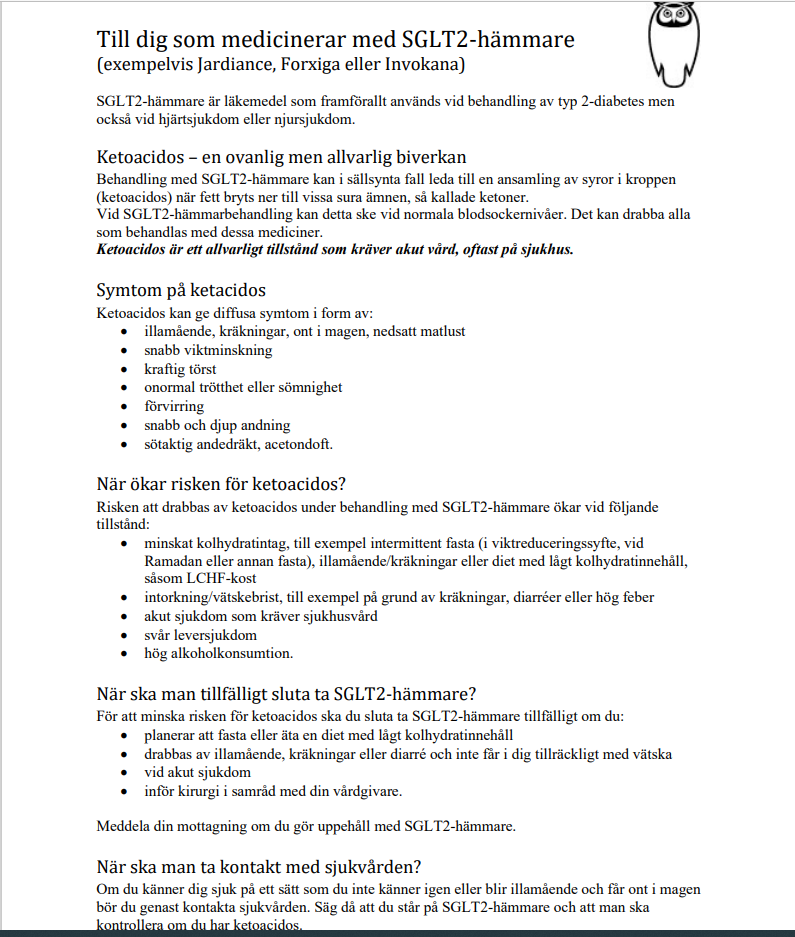 Till dig som medicinerar med SGLT2-hämmare
(exempelvis Jardiance, Forxiga eller Invokana)
SGLT2-hämmare är läkemedel som framförallt används vid behandling av typ 2-diabetes men
också vid hjärtsjukdom eller njursjukdom.
Ketoacidos – en ovanlig men allvarlig biverkan
Behandling med SGLT2-hämmare kan i sällsynta fall leda till en ansamling av syror i kroppen
(ketoacidos) när fett bryts ner till vissa sura ämnen, så kallade ketoner.
Vid SGLT2-hämmarbehandling kan detta ske vid normala blodsockernivåer. Det kan drabba alla
som behandlas med dessa mediciner.
Ketoacidos är ett allvarligt tillstånd som kräver akut vård, oftast på sjukhus.
Symtom på ketacidos
Ketoacidos kan ge diffusa symtom i form av:
• illamående, kräkningar, ont i magen, nedsatt matlust
• snabb viktminskning
• kraftig törst
• onormal trötthet eller sömnighet
• förvirring
• snabb och djup andning
• sötaktig andedräkt, acetondoft.
När ökar risken för ketoacidos?
Risken att drabbas av ketoacidos under behandling med SGLT2-hämmare ökar vid följande
tillstånd:
• minskat kolhydratintag, till exempel intermittent fasta (i viktreduceringssyfte, vid
Ramadan eller annan fasta), illamående/kräkningar eller diet med lågt kolhydratinnehåll,
såsom LCHF-kost
• intorkning/vätskebrist, till exempel på grund av kräkningar, diarréer eller hög feber
• akut sjukdom som kräver sjukhusvård
• svår leversjukdom
• hög alkoholkonsumtion.
När ska man tillfälligt sluta ta SGLT2-hämmare?
För att minska risken för ketoacidos ska du sluta ta SGLT2-hämmare tillfälligt om du:
• planerar att fasta eller äta en diet med lågt kolhydratinnehåll
• drabbas av illamående, kräkningar eller diarré och inte får i dig tillräckligt med vätska
• vid akut sjukdom
• inför kirurgi i samråd med din vårdgivare.
Meddela din mottagning om du gör uppehåll med SGLT2-hämmare.
När ska man ta kontakt med sjukvården?
Om du känner dig sjuk på ett sätt som du inte känner igen eller blir illamående och får ont i magen
bör du genast kontakta sjukvården. Säg då att du står på SGLT2-hämmare och att man ska
kontrollera om du har ketoacidos.